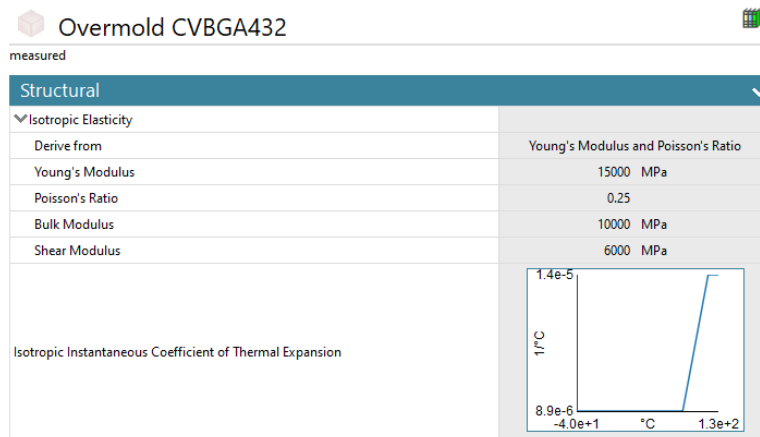 Overmold CVBGA432
measured
Structural
Isotropic Elasticity
Derive from Young's Modulus and Poisson's Ratio
Young's Modulus 15000 MPa
Poisson's Ratio 0.25
Bulk Modulus 10000 MPa
Shear Modulus 6000 MPa
Isotropic Instantaneous Coefficient of Thermal Expansion
1.4e-5
1/°C
8.9e-6
-4.0e+1 °C 1.3e+2